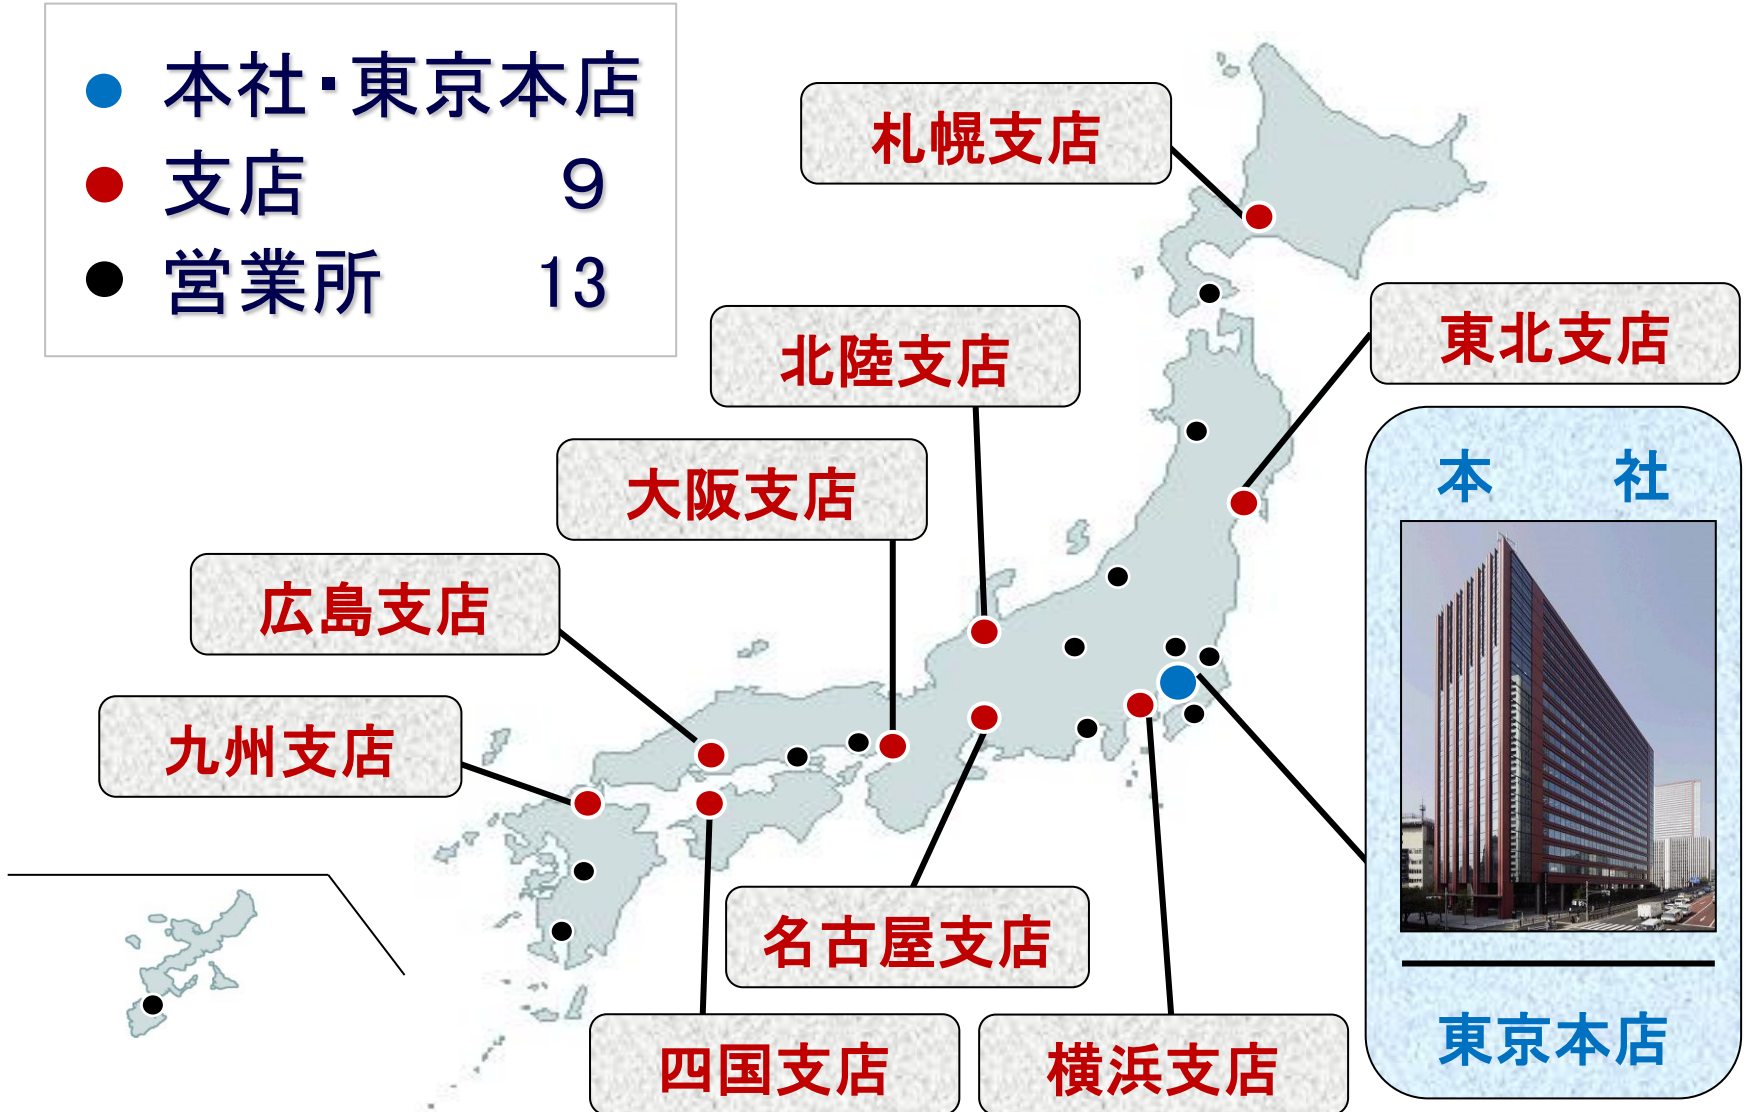 本社・東京本店
支店 9
営業所 13
札幌支店
東北支店
北陸支店
大阪支店
広島支店
九州支店
名古屋支店
四国支店
横浜支店
本 社
東京本店